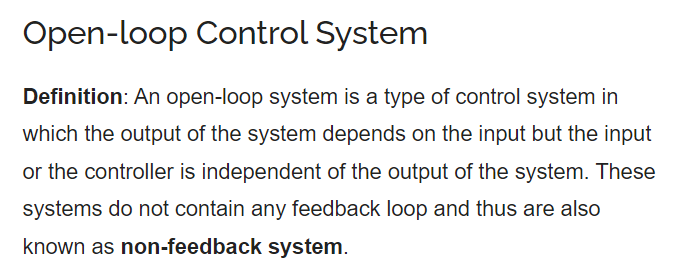 Open-loop Control System
Definition: An open-loop system is a type of control system in
which the output of the system depends on the input but the input
or the controller is independent of the output of the system. These
systems do not contain any feedback loop and thus are also
known as non-feedback system.